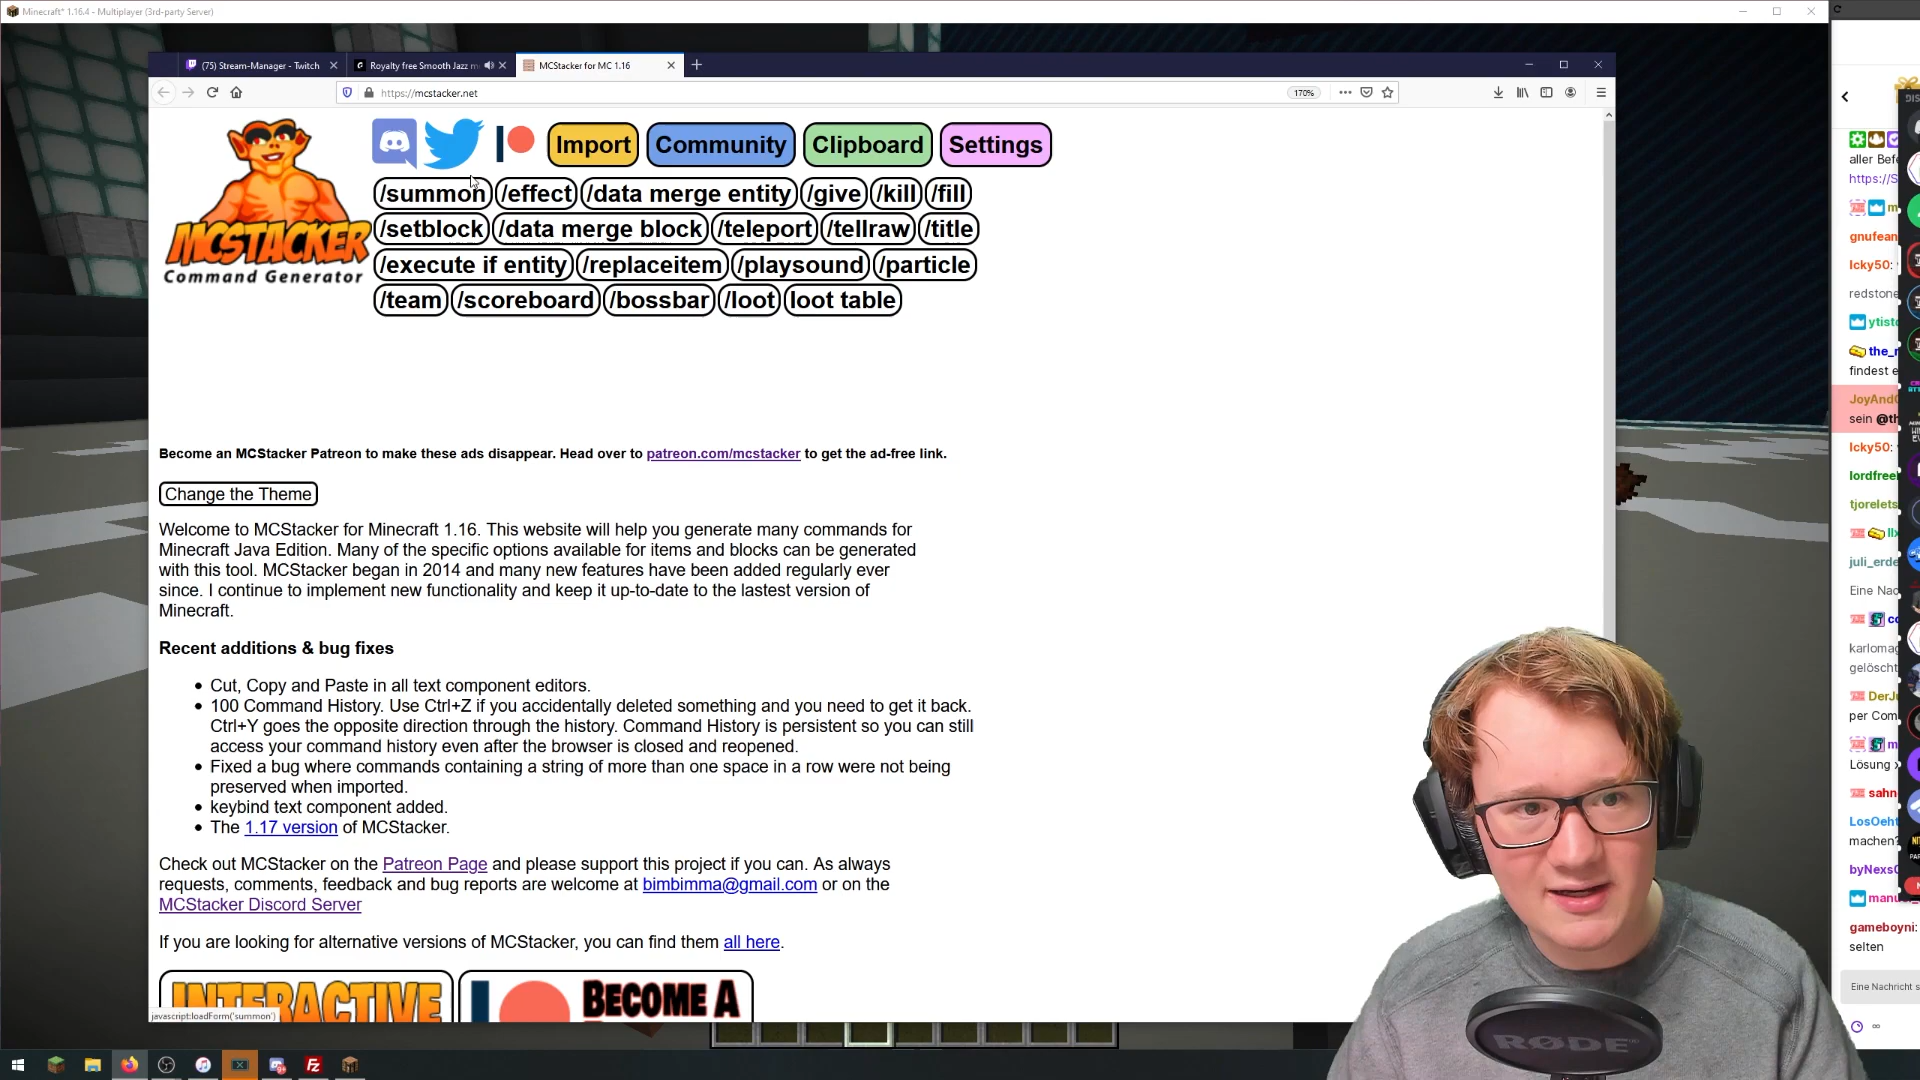 Minecraft* 1.16.4 - Multiplayer (3rd-party Server)
(75) Stream-Manager - Twitch
Royalty free Smooth Jazz m
MCStacker for MC 1.16
https://mcstacker.net
170%
Import
Community
Clipboard
Settings
/summon /effect /data merge entity /give /kill /fill
/setblock /data merge block /teleport /tellraw /title
/execute if entity /replaceitem /playsound /particle
/team /scoreboard /bossbar /loot loot table
MCSTACKER
Command Generator
Become an MCStacker Patreon to make these ads disappear. Head over to patreon.com/mcstacker to get the ad-free link.
Change the Theme
Welcome to MCStacker for Minecraft 1.16. This website will help you generate many commands for
Minecraft Java Edition. Many of the specific options available for items and blocks can be generated
with this tool. MCStacker began in 2014 and many new features have been added regularly ever
since. I continue to implement new functionality and keep it up-to-date to the lastest version of
Minecraft.
Recent additions & bug fixes
Cut, Copy and Paste in all text component editors.
100 Command History. Use Ctrl+Z if you accidentally deleted something and you need to get it back.
Ctrl+Y goes the opposite direction through the history. Command History is persistent so you can still
access your command history even after the browser is closed and reopened.
Fixed a bug where commands containing a string of more than one space in a row were not being
preserved when imported.
keybind text component added.
The 1.17 version of MCStacker.
Check out MCStacker on the Patreon Page and please support this project if you can. As always
requests, comments, feedback and bug reports are welcome at bimbimma@gmail.com or on the
MCStacker Discord Server
If you are looking for alternative versions of MCStacker, you can find them all here.
INTERACTIVE
BECOME A
javascript:loadForm('summon')
RØDE
aller Bef
https://S
gnufean
Icky50:
redstone
ytist
the_
findest e
JoyAnd
sein @th
Icky50:
lordfree
tjorelets
juli_erde
Eine Nac
karlomag
gelösch
DerJ
per Com
Lösung
sahn
LosOeht
machen?
byNexs
manu
gameboyni:
selten
Eine Nachricht s